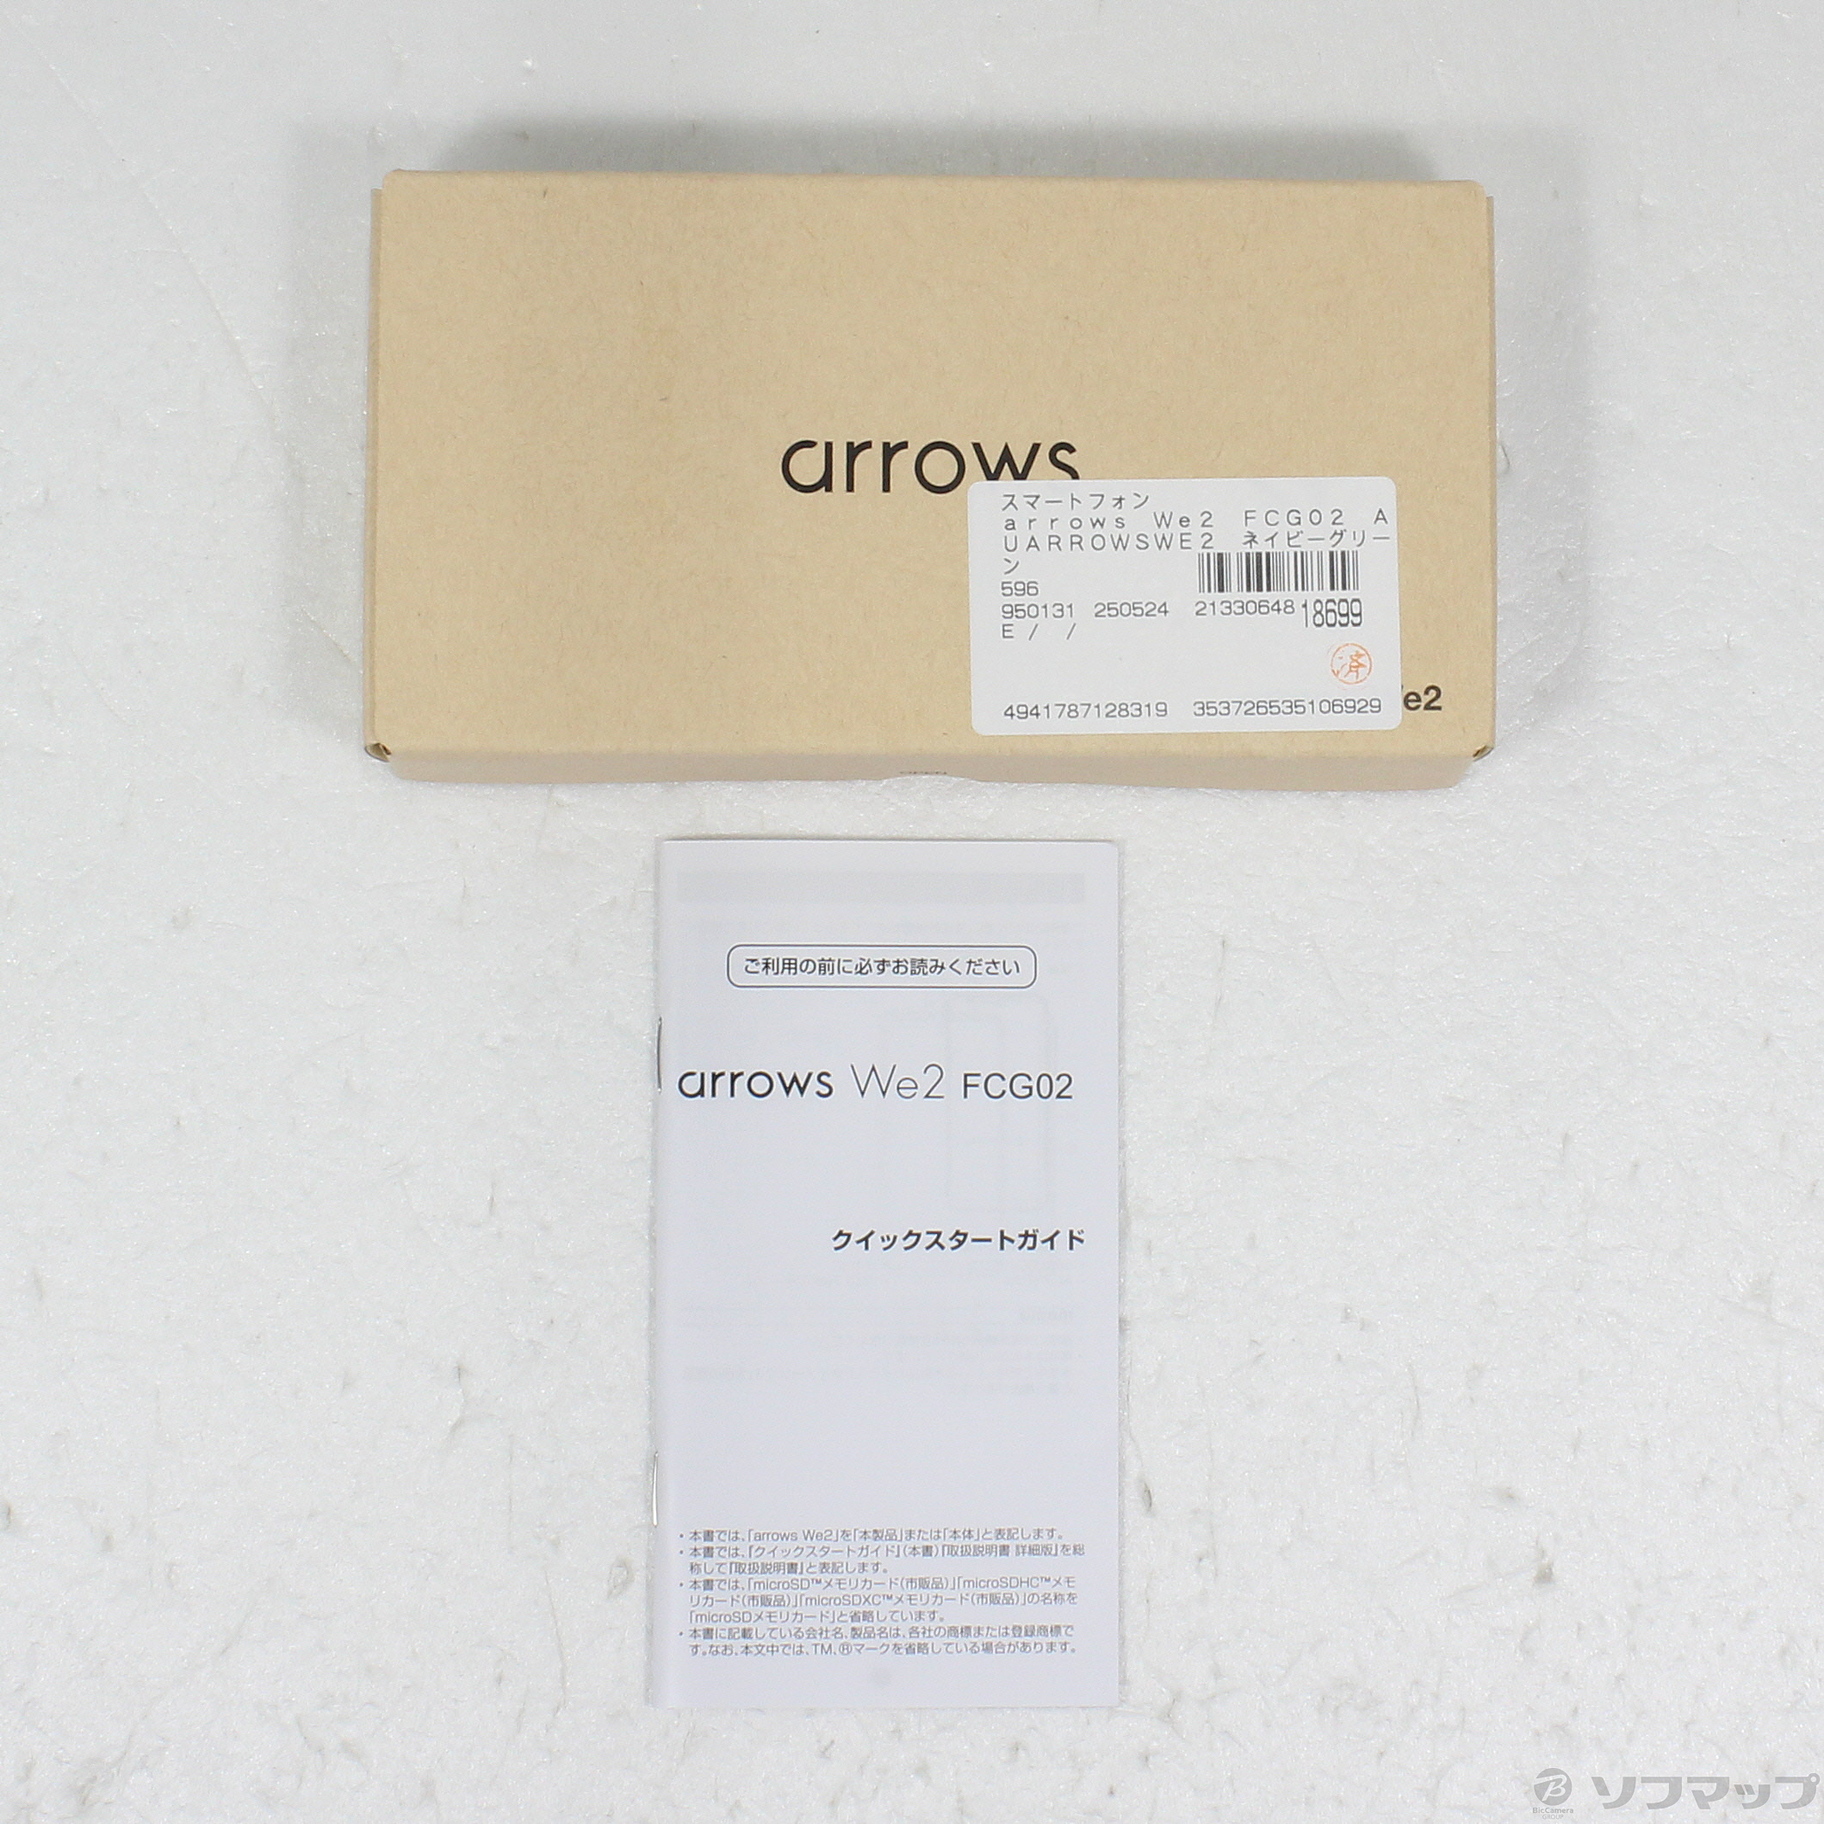 arrows
スマートフォン
arrows We2 FCG02 A
UARROWSWE2 ネイビーグリー
ン
596
950131 250524 21330648 18699
E / /
済
4941787128319 353726535106929
e2
ご利用の前に必ずお読みください
arrows We2 FCG02
クイックスタートガイド
・本書では、「arrows We2」を「本製品」または「本体」と表記します。
・本書では、『クイックスタートガイド』(本書)『取扱説明書 詳細版』を総
称して『取扱説明書』と表記します。
・本書では、「microSD™メモリカード(市販品)」「microSDHC™メモ
リカード(市販品)」「microSDXC™メモリカード(市販品)」の名称を
「microSDメモリカード」と省略しています。
・本書に記載している会社名、製品名は、各社の商標または登録商標で
す。なお、本文中では、TM、®マークを省略している場合があります。
BicCamera
GROUP
ソフマップ